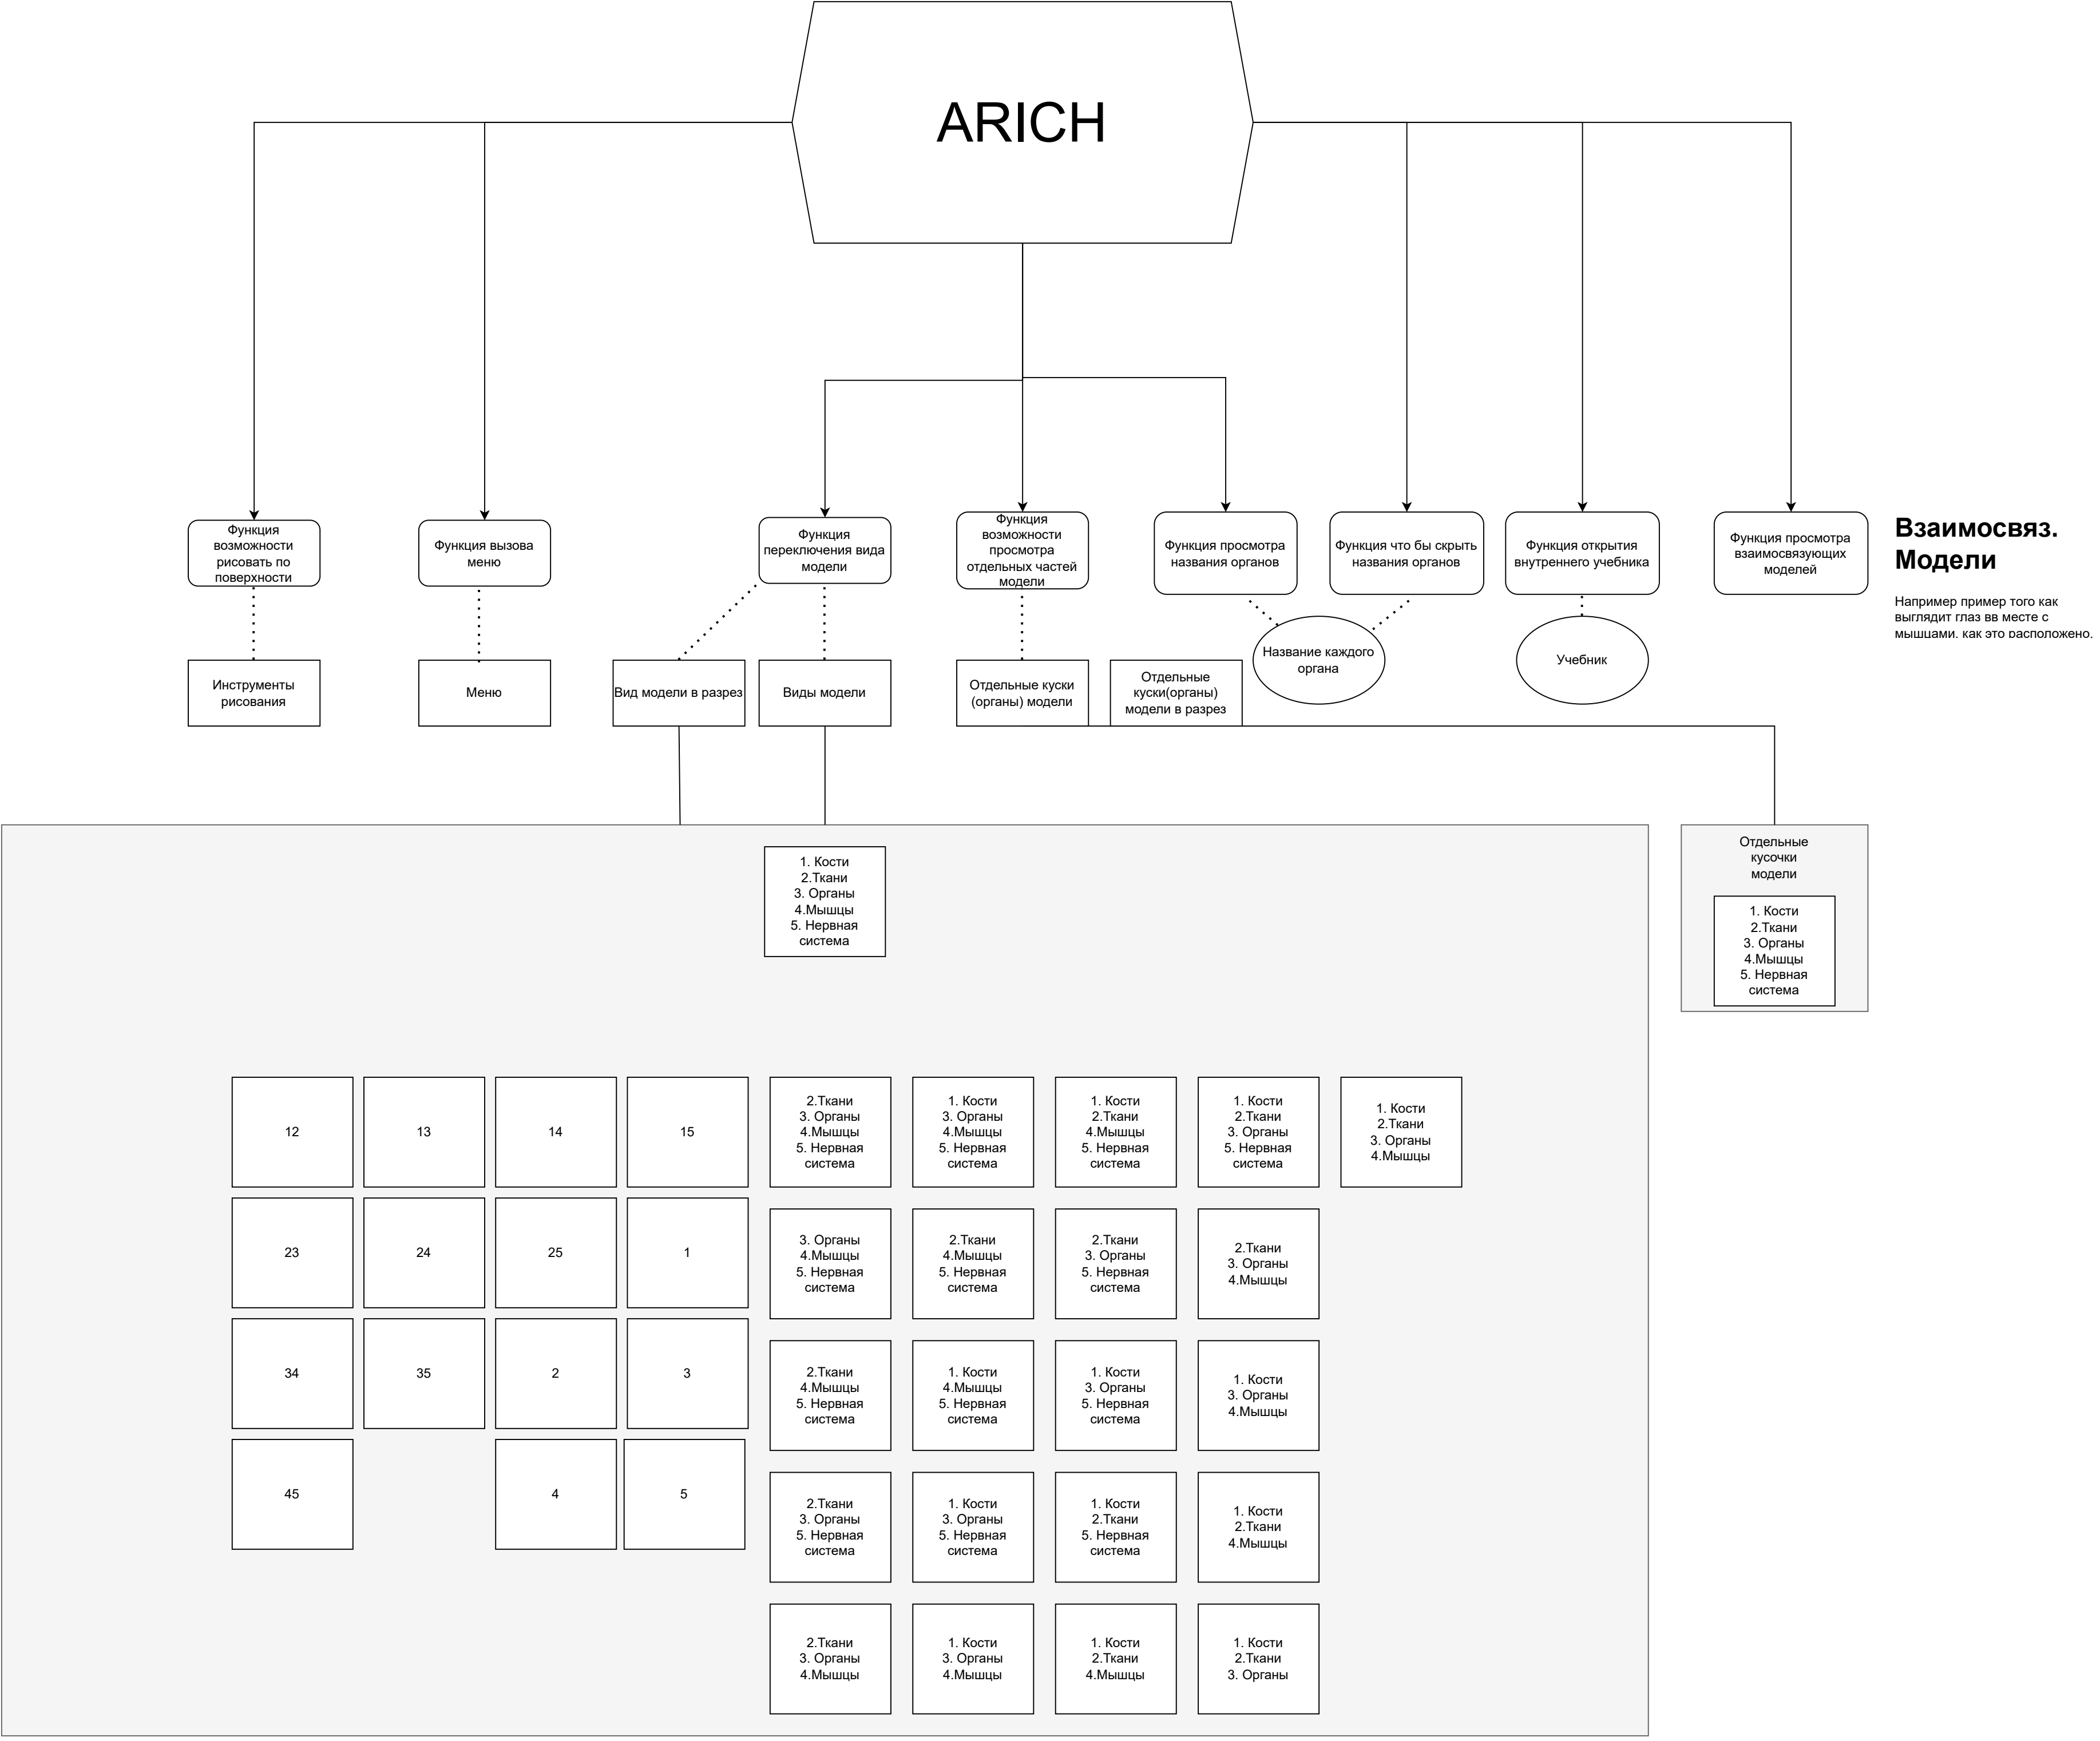 ARICH
Функция
возможности
рисовать по
поверхности
Функция вызова
меню
Функция
переключения вида
модели
Функция
возможности
просмотра
отдельных частей
модели
Функция просмотра
названия органов
Функция что бы скрыть
названия органов
Функция открытия
внутреннего учебника
Функция просмотра
взаимосвязующих
моделей
Взаимосвяз.
Модели
Например пример того как
выглядит глаз вв месте с
мышцами, как это расположено.
Инструменты
рисования
Меню
Вид модели в разрез
Виды модели
Отдельные куски
(органы) модели
Отдельные
куски(органы)
модели в разрез
Название каждого
органа
Учебник
1. Кости
2.Ткани
3. Органы
4.Мышцы
5. Нервная
система
Отдельные
кусочки
модели
1. Кости
2.Ткани
3. Органы
4.Мышцы
5. Нервная
система
12
13
14
15
2.Ткани
3. Органы
4.Мышцы
5. Нервная
система
1. Кости
3. Органы
4.Мышцы
5. Нервная
система
1. Кости
2.Ткани
4.Мышцы
5. Нервная
система
1. Кости
2.Ткани
3. Органы
5. Нервная
система
1. Кости
2.Ткани
3. Органы
4.Мышцы
23
24
25
1
3. Органы
4.Мышцы
5. Нервная
система
2.Ткани
4.Мышцы
5. Нервная
система
2.Ткани
3. Органы
5. Нервная
система
2.Ткани
3. Органы
4.Мышцы
34
35
2
3
2.Ткани
4.Мышцы
5. Нервная
система
1. Кости
4.Мышцы
5. Нервная
система
1. Кости
3. Органы
5. Нервная
система
1. Кости
3. Органы
4.Мышцы
45
4
5
2.Ткани
3. Органы
5. Нервная
система
1. Кости
3. Органы
5. Нервная
система
1. Кости
2.Ткани
5. Нервная
система
1. Кости
2.Ткани
4.Мышцы
2.Ткани
3. Органы
4.Мышцы
1. Кости
3. Органы
4.Мышцы
1. Кости
2.Ткани
4.Мышцы
1. Кости
2.Ткани
3. Органы